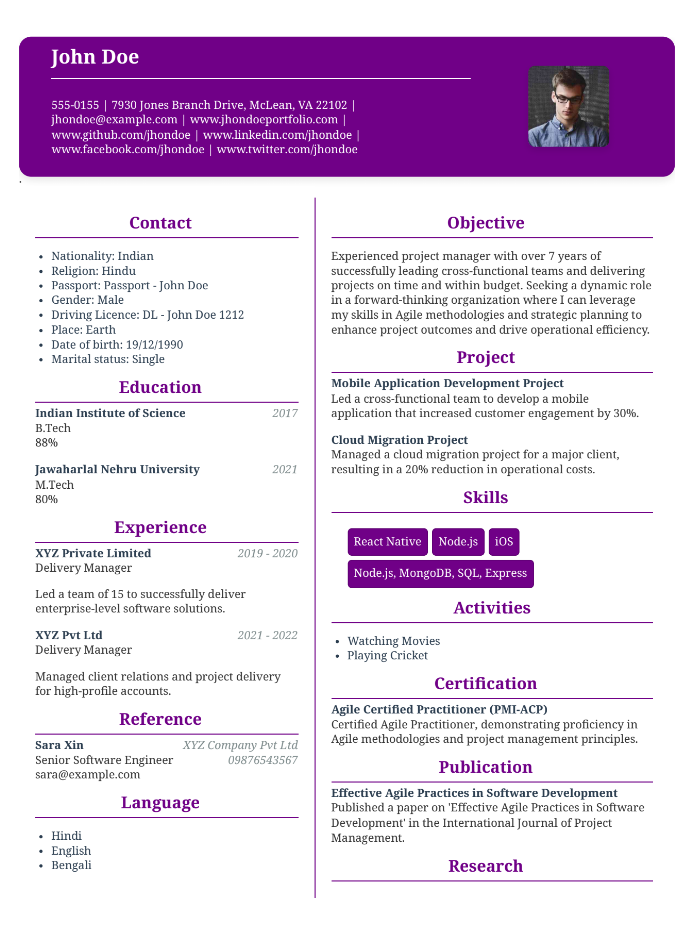 John Doe
555-0155 | 7930 Jones Branch Drive, McLean, VA 22102 |
jhondoe@example.com | www.jhondoeportfolio.com |
www.github.com/jhondoe | www.linkedin.com/jhondoe |
www.facebook.com/jhondoe | www.twitter.com/jhondoe
.
Contact
• Nationality: Indian
• Religion: Hindu
• Passport: Passport - John Doe
• Gender: Male
• Driving Licence: DL - John Doe 1212
• Place: Earth
• Date of birth: 19/12/1990
• Marital status: Single
Education
Indian Institute of Science 2017
B.Tech
88%
Jawaharlal Nehru University 2021
M.Tech
80%
Experience
XYZ Private Limited 2019 - 2020
Delivery Manager
Led a team of 15 to successfully deliver
enterprise-level software solutions.
XYZ Pvt Ltd 2021 - 2022
Delivery Manager
Managed client relations and project delivery
for high-profile accounts.
Reference
Sara Xin XYZ Company Pvt Ltd
Senior Software Engineer 09876543567
sara@example.com
Language
• Hindi
• English
• Bengali
Objective
Experienced project manager with over 7 years of
successfully leading cross-functional teams and delivering
projects on time and within budget. Seeking a dynamic role
in a forward-thinking organization where I can leverage
my skills in Agile methodologies and strategic planning to
enhance project outcomes and drive operational efficiency.
Project
Mobile Application Development Project
Led a cross-functional team to develop a mobile
application that increased customer engagement by 30%.
Cloud Migration Project
Managed a cloud migration project for a major client,
resulting in a 20% reduction in operational costs.
Skills
React Native Node.js iOS
Node.js, MongoDB, SQL, Express
Activities
• Watching Movies
• Playing Cricket
Certification
Agile Certified Practitioner (PMI-ACP)
Certified Agile Practitioner, demonstrating proficiency in
Agile methodologies and project management principles.
Publication
Effective Agile Practices in Software Development
Published a paper on 'Effective Agile Practices in Software
Development' in the International Journal of Project
Management.
Research